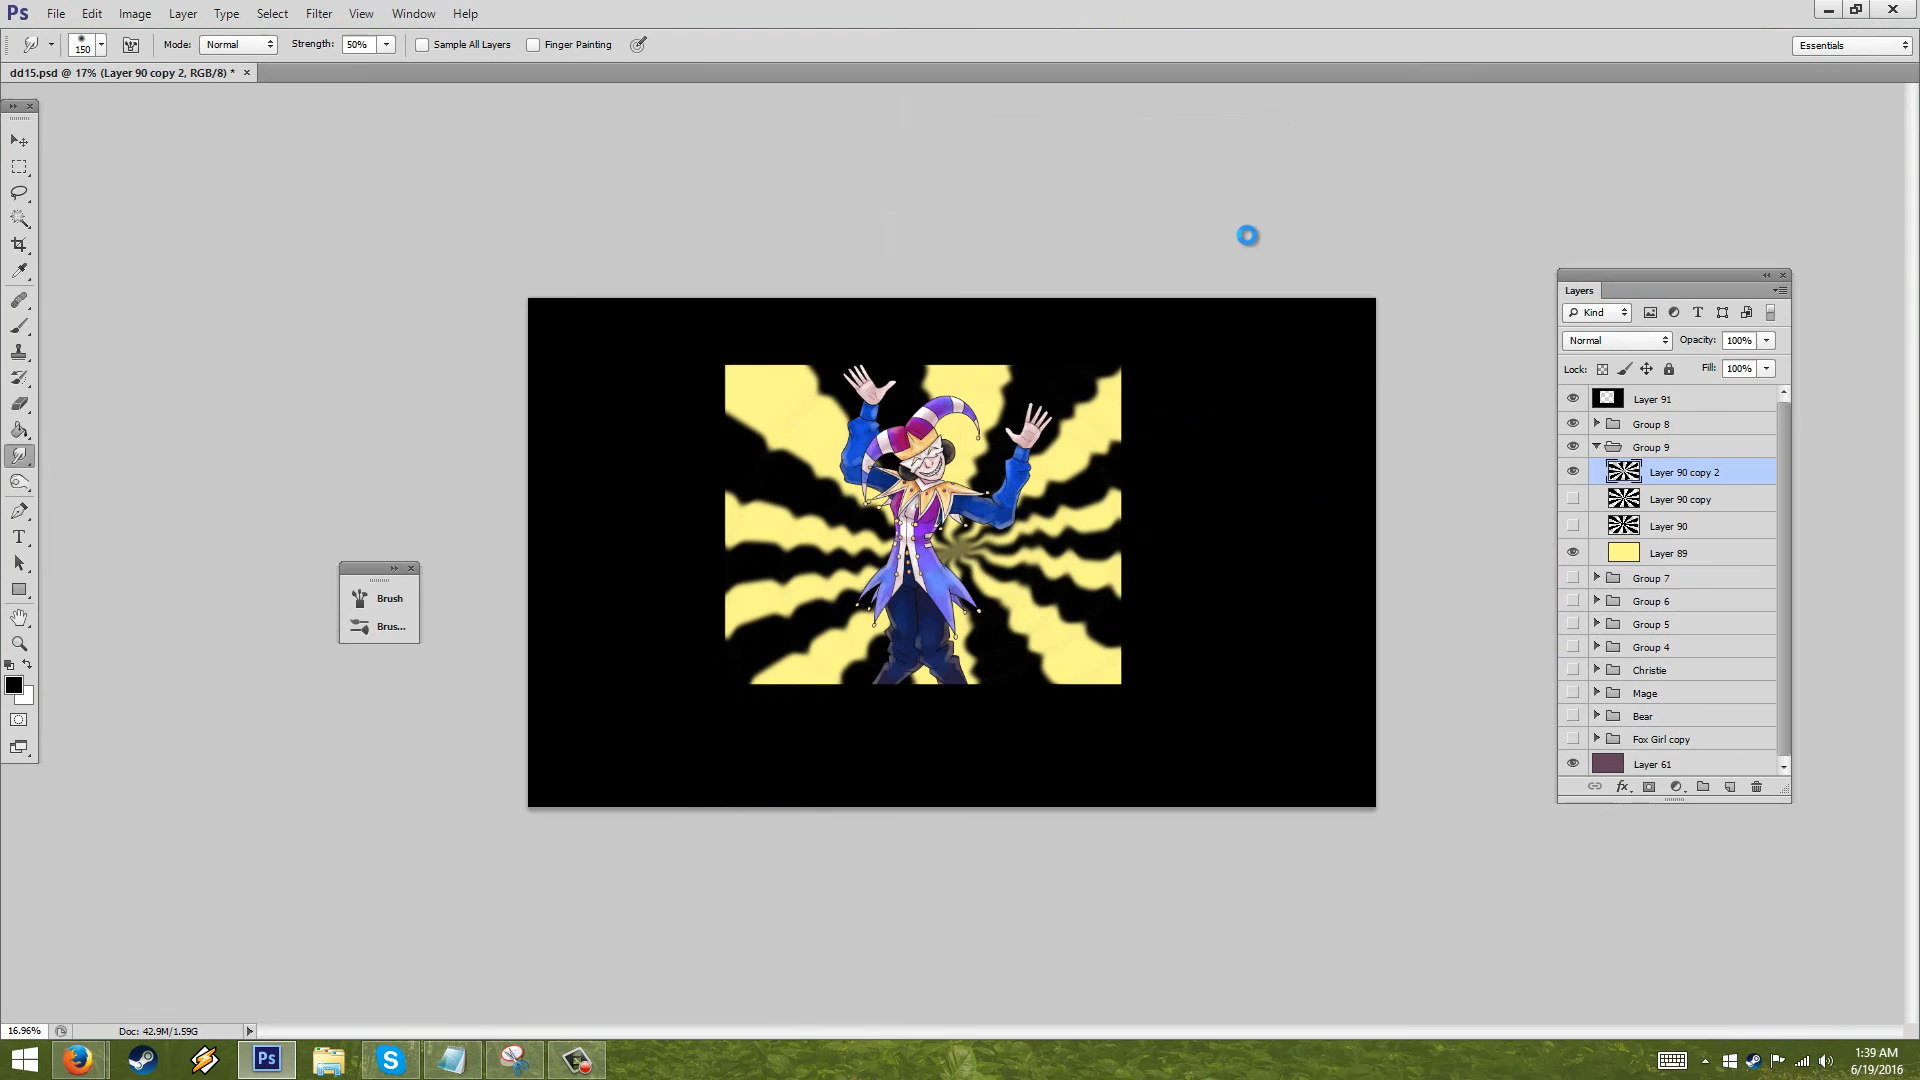 Ps File Edit Image Layer Type Select Filter View Window Help
150 Mode: Normal Strength: 50% Sample All Layers Finger Painting Essentials
dd15.psd @ 17% (Layer 90 copy 2, RGB/8) *
Layers
Kind
Normal Opacity: 100%
Lock: Fill: 100%
Layer 91
Group 8
Group 9
Layer 90 copy 2
Layer 90 copy
Layer 90
Layer 89
Group 7
Group 6
Group 5
Group 4
Christie
Mage
Bear
Fox Girl copy
Layer 61
Brush
Brus...
16.96% Doc: 42.9M/1.59G
Ps
1:39 AM
6/19/2016